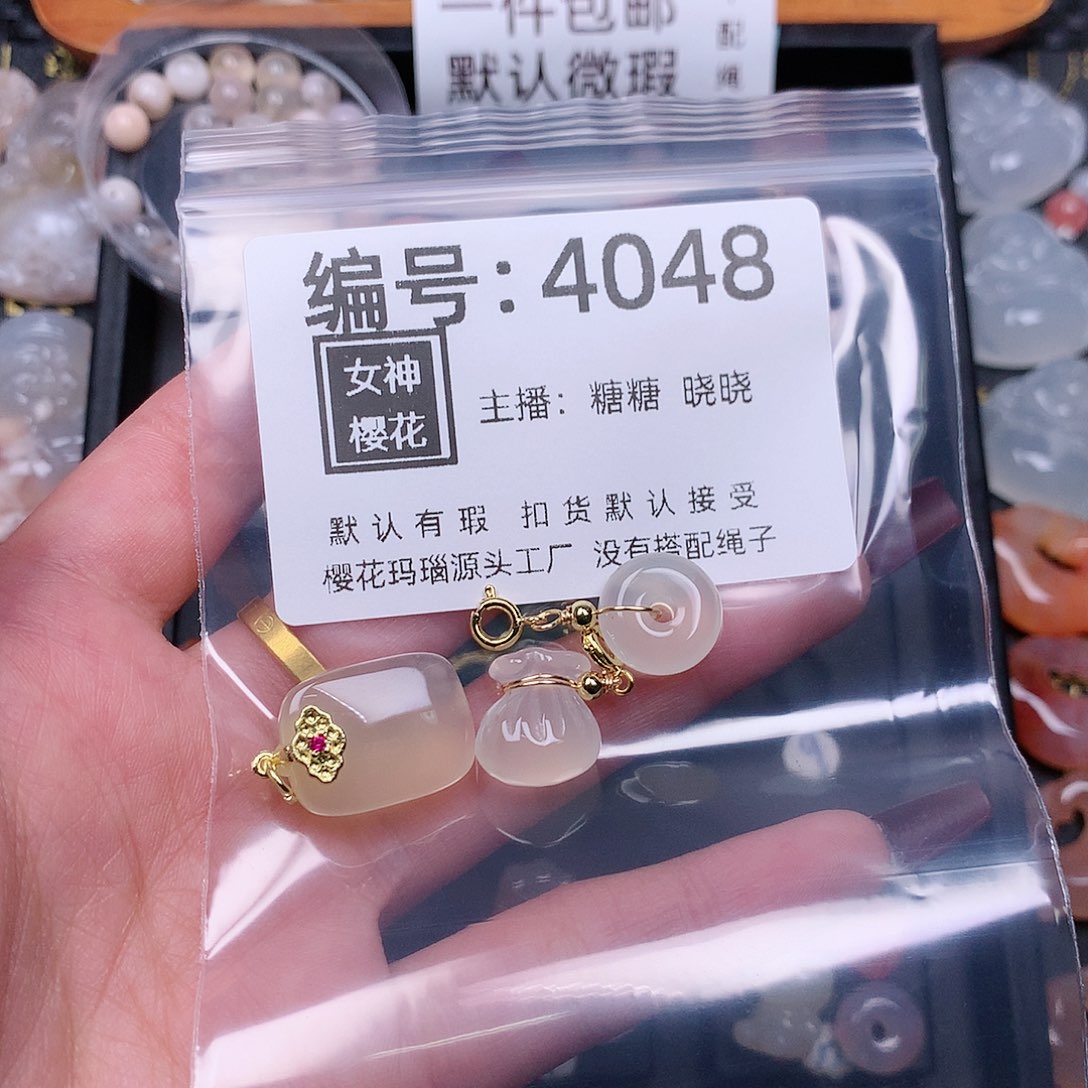 一件包邮
默认微瑕
配绳
编号：4048
女神
樱花
主播：糖糖 晓晓
默认有瑕 扣货默认接受
樱花玛瑙源头工厂 没有搭配绳子